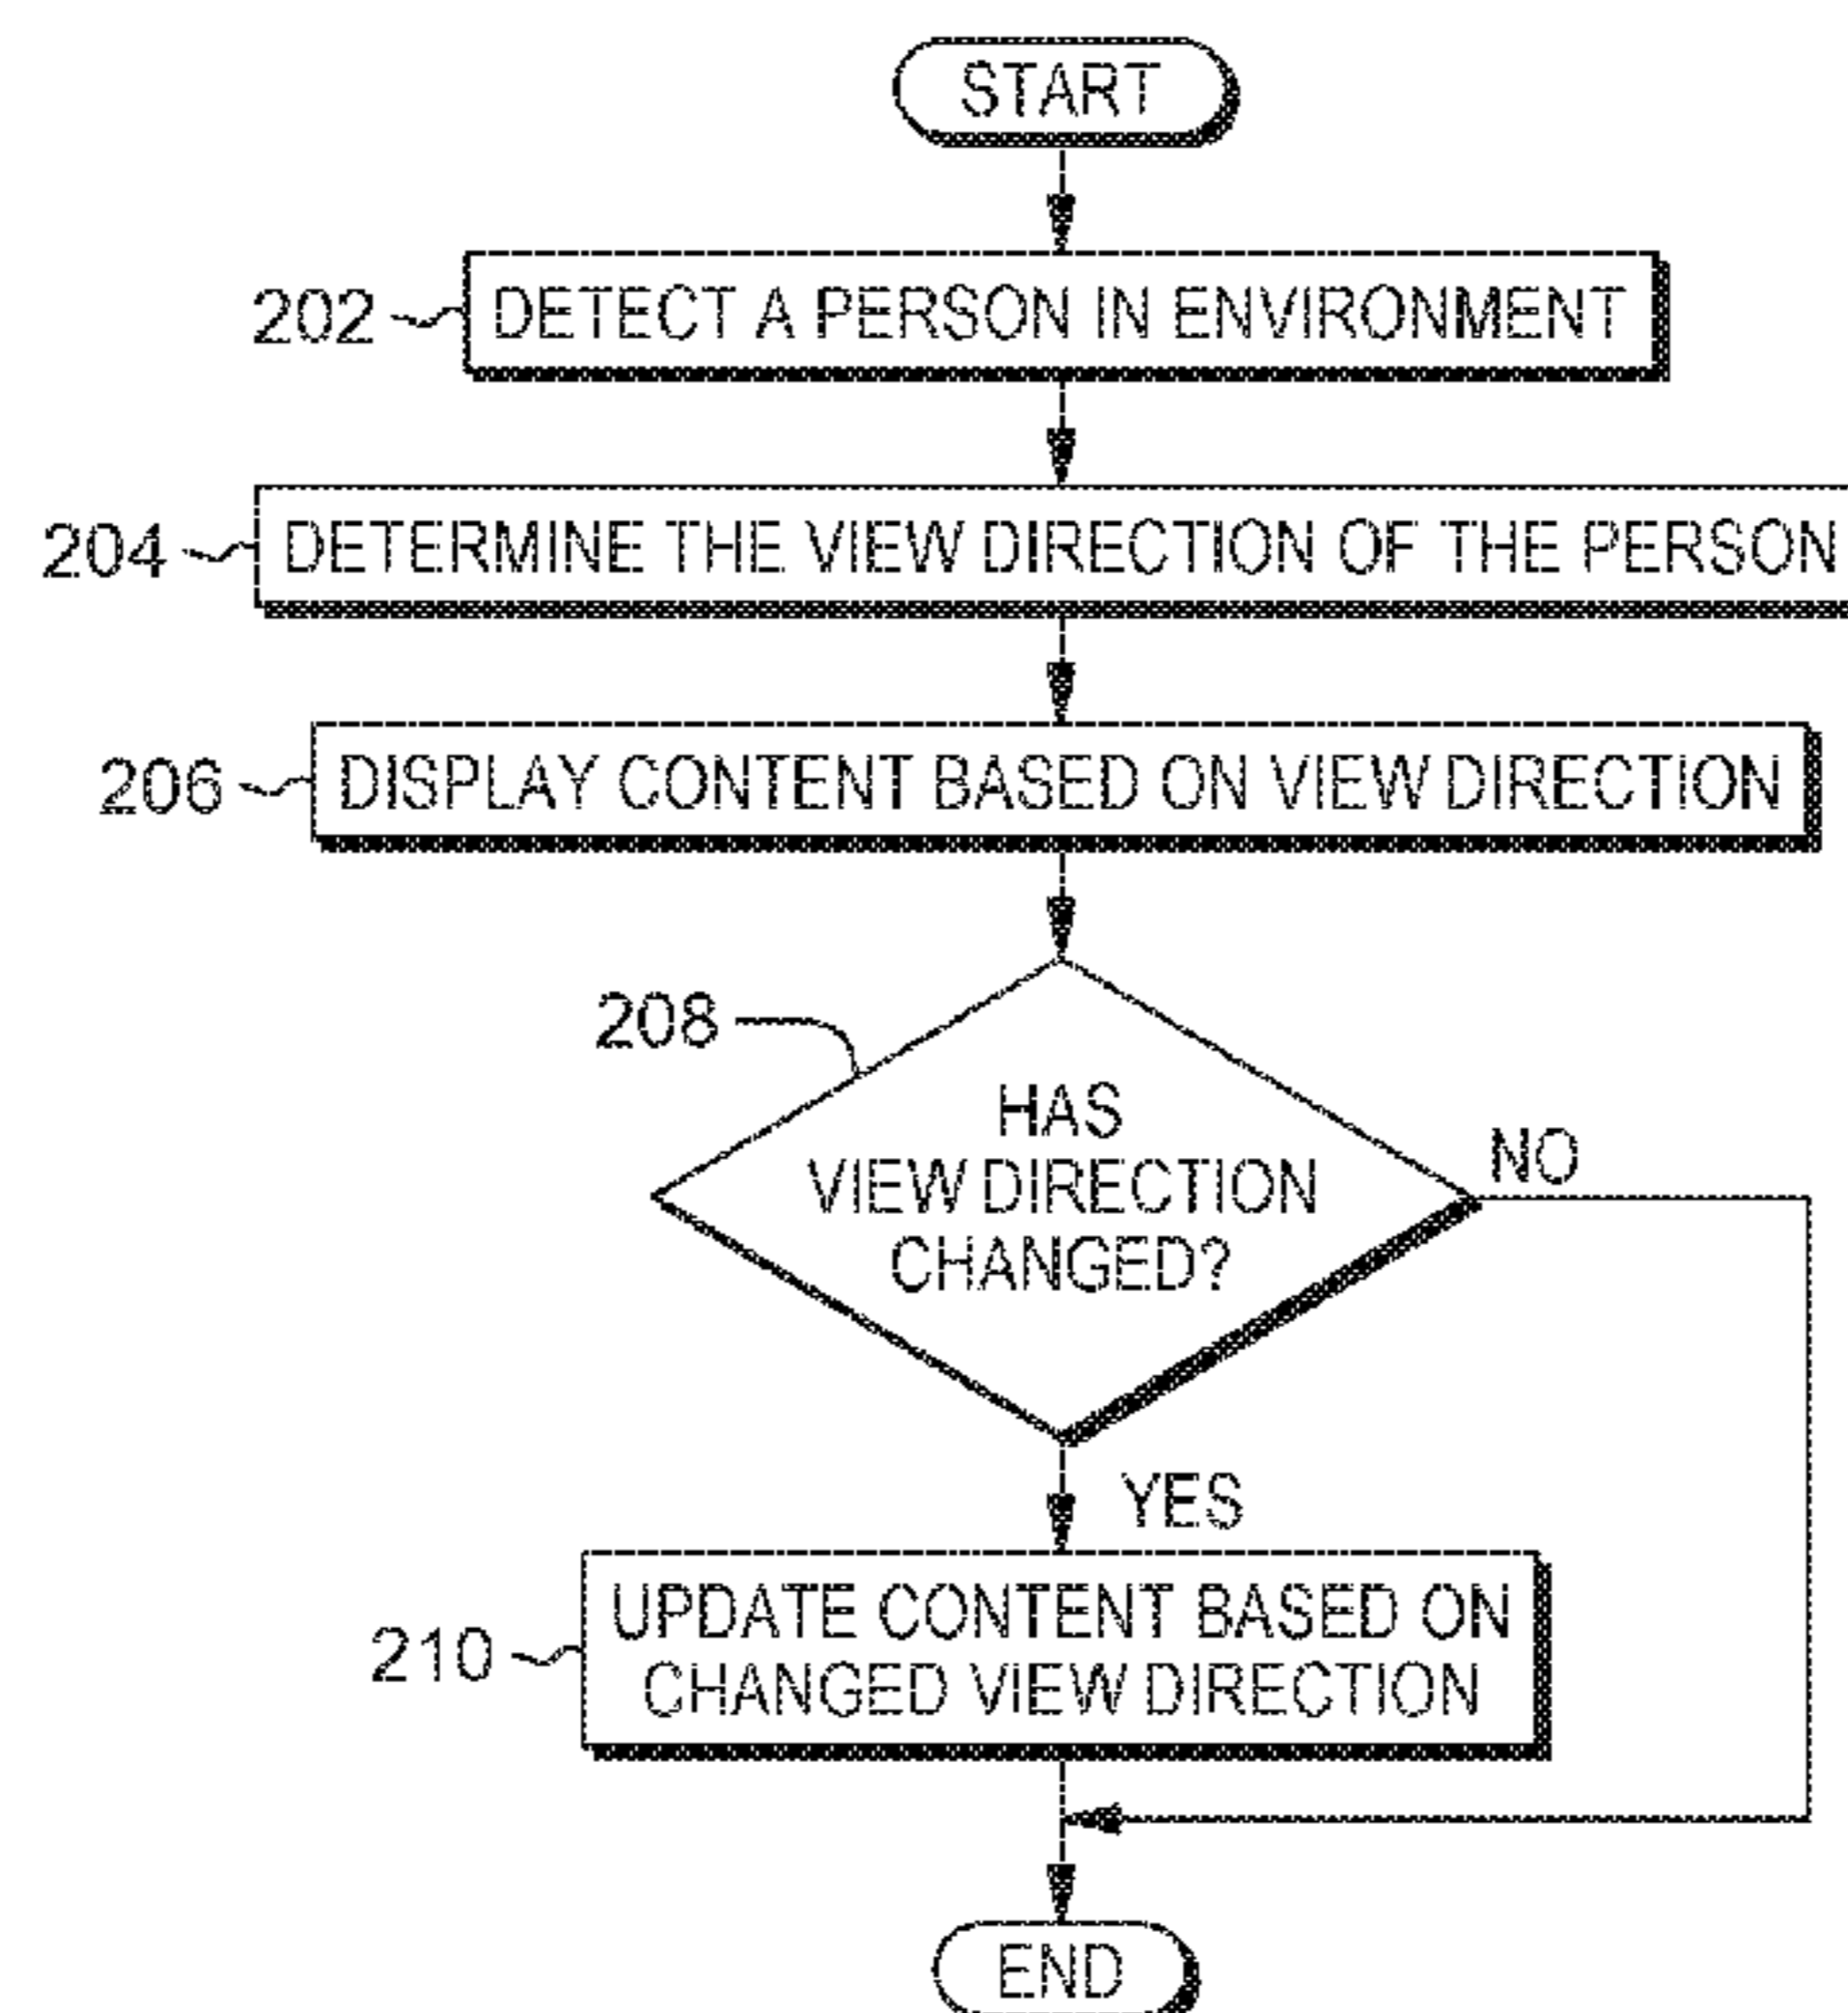 START
202 DETECT A PERSON IN ENVIRONMENT
204 DETERMINE THE VIEW DIRECTION OF THE PERSON
206 DISPLAY CONTENT BASED ON VIEW DIRECTION
208
HAS
VIEW DIRECTION
CHANGED?
NO
YES
210
UPDATE CONTENT BASED ON
CHANGED VIEW DIRECTION
END